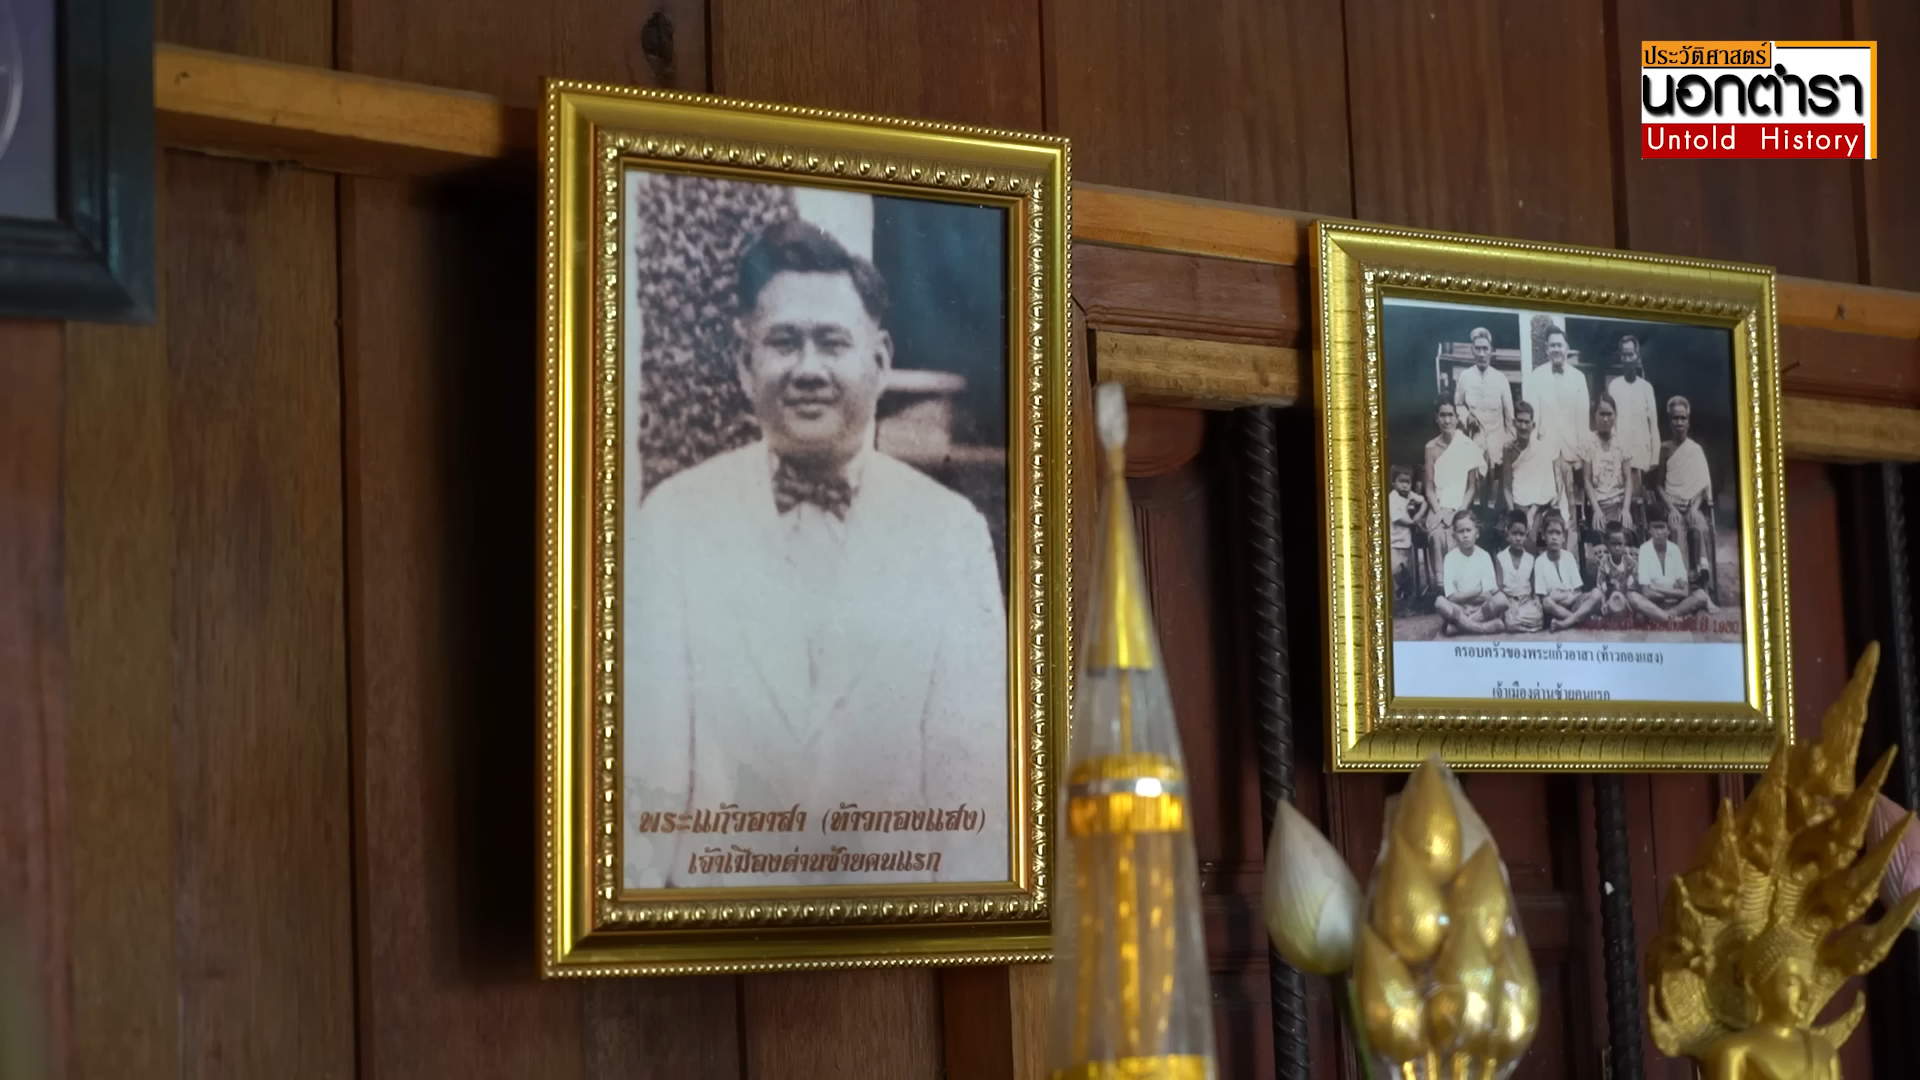 ประวัติศาสตร์
นอกตำรา
Untold History
พระแก้วอาสา (ท้าวกองแสง)
เจ้าเมืองด่านซ้ายคนแรก
ปี 1930
ครอบครัวของพระแก้วอาสา (ท้าวกองแสง)
เจ้าเมืองด่านซ้ายคนแรก